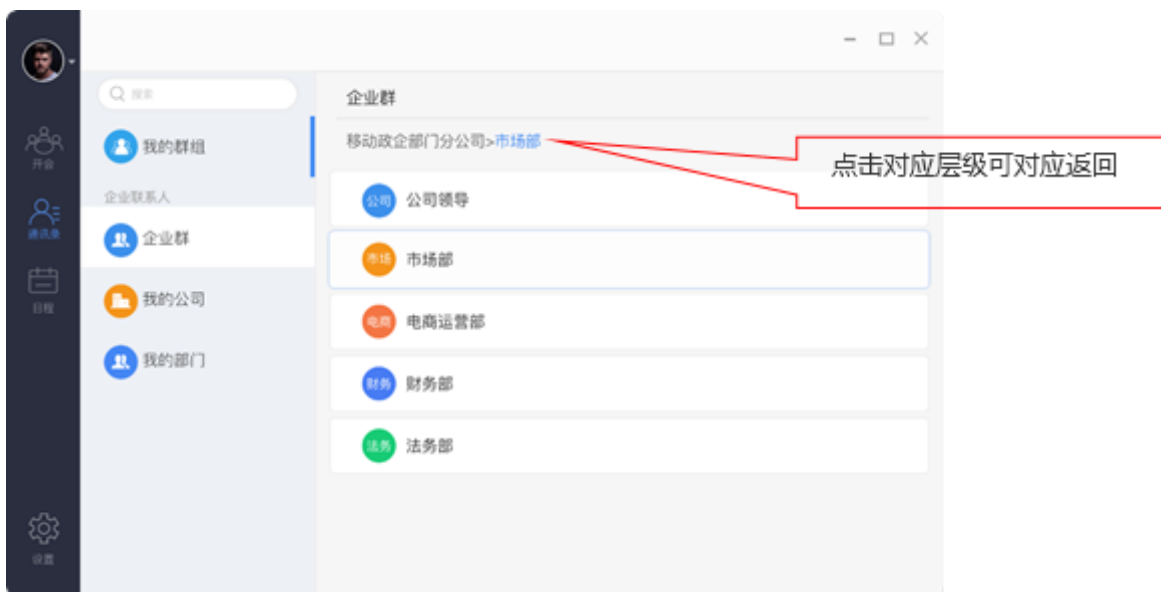 搜索
企业群
移动政企部门分公司>市场部
点击对应层级可对应返回
我的群组
企业联系人
企业群
我的公司
我的部门
公司 公司领导
市场 市场部
电商 电商运营部
财务 财务部
法务 法务部
开会
通讯录
日程
设置